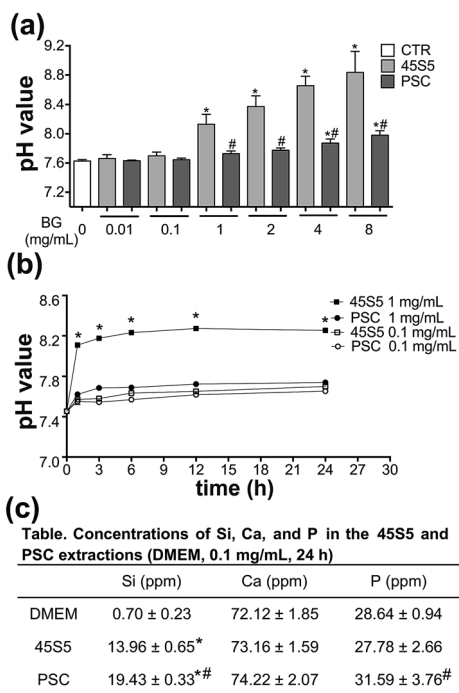 (a)
9.2
8.8
8.4
8.0
7.6
7.2
pH value
CTR
45S5
PSC
* * * *
# # *# *#
BG
(mg/mL)
0 0.01 0.1 1 2 4 8
(b)
8.6
8.2
7.8
7.4
7.0
pH value
* * * * *
45S5 1 mg/mL
PSC 1 mg/mL
45S5 0.1 mg/mL
PSC 0.1 mg/mL
0 3 6 9 12 15 18 21 24 27 30
time (h)
(c)
Table. Concentrations of Si, Ca, and P in the 45S5 and
PSC extractions (DMEM, 0.1 mg/mL, 24 h)
Si (ppm) Ca (ppm) P (ppm)
DMEM 0.70 ± 0.23 72.12 ± 1.85 28.64 ± 0.94
45S5 13.96 ± 0.65* 73.16 ± 1.59 27.78 ± 2.66
PSC 19.43 ± 0.33*# 74.22 ± 2.07 31.59 ± 3.76#